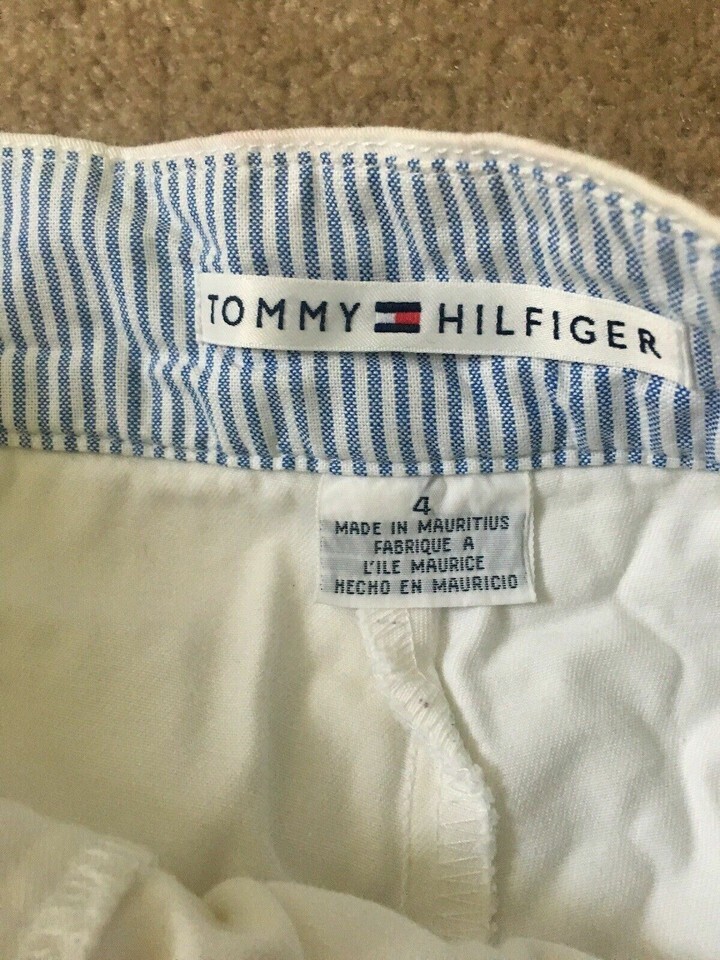 TOMMY HILFIGER
4
MADE IN MAURITIUS
FABRIQUE A
L'ILE MAURICE
HECHO EN MAURICIO